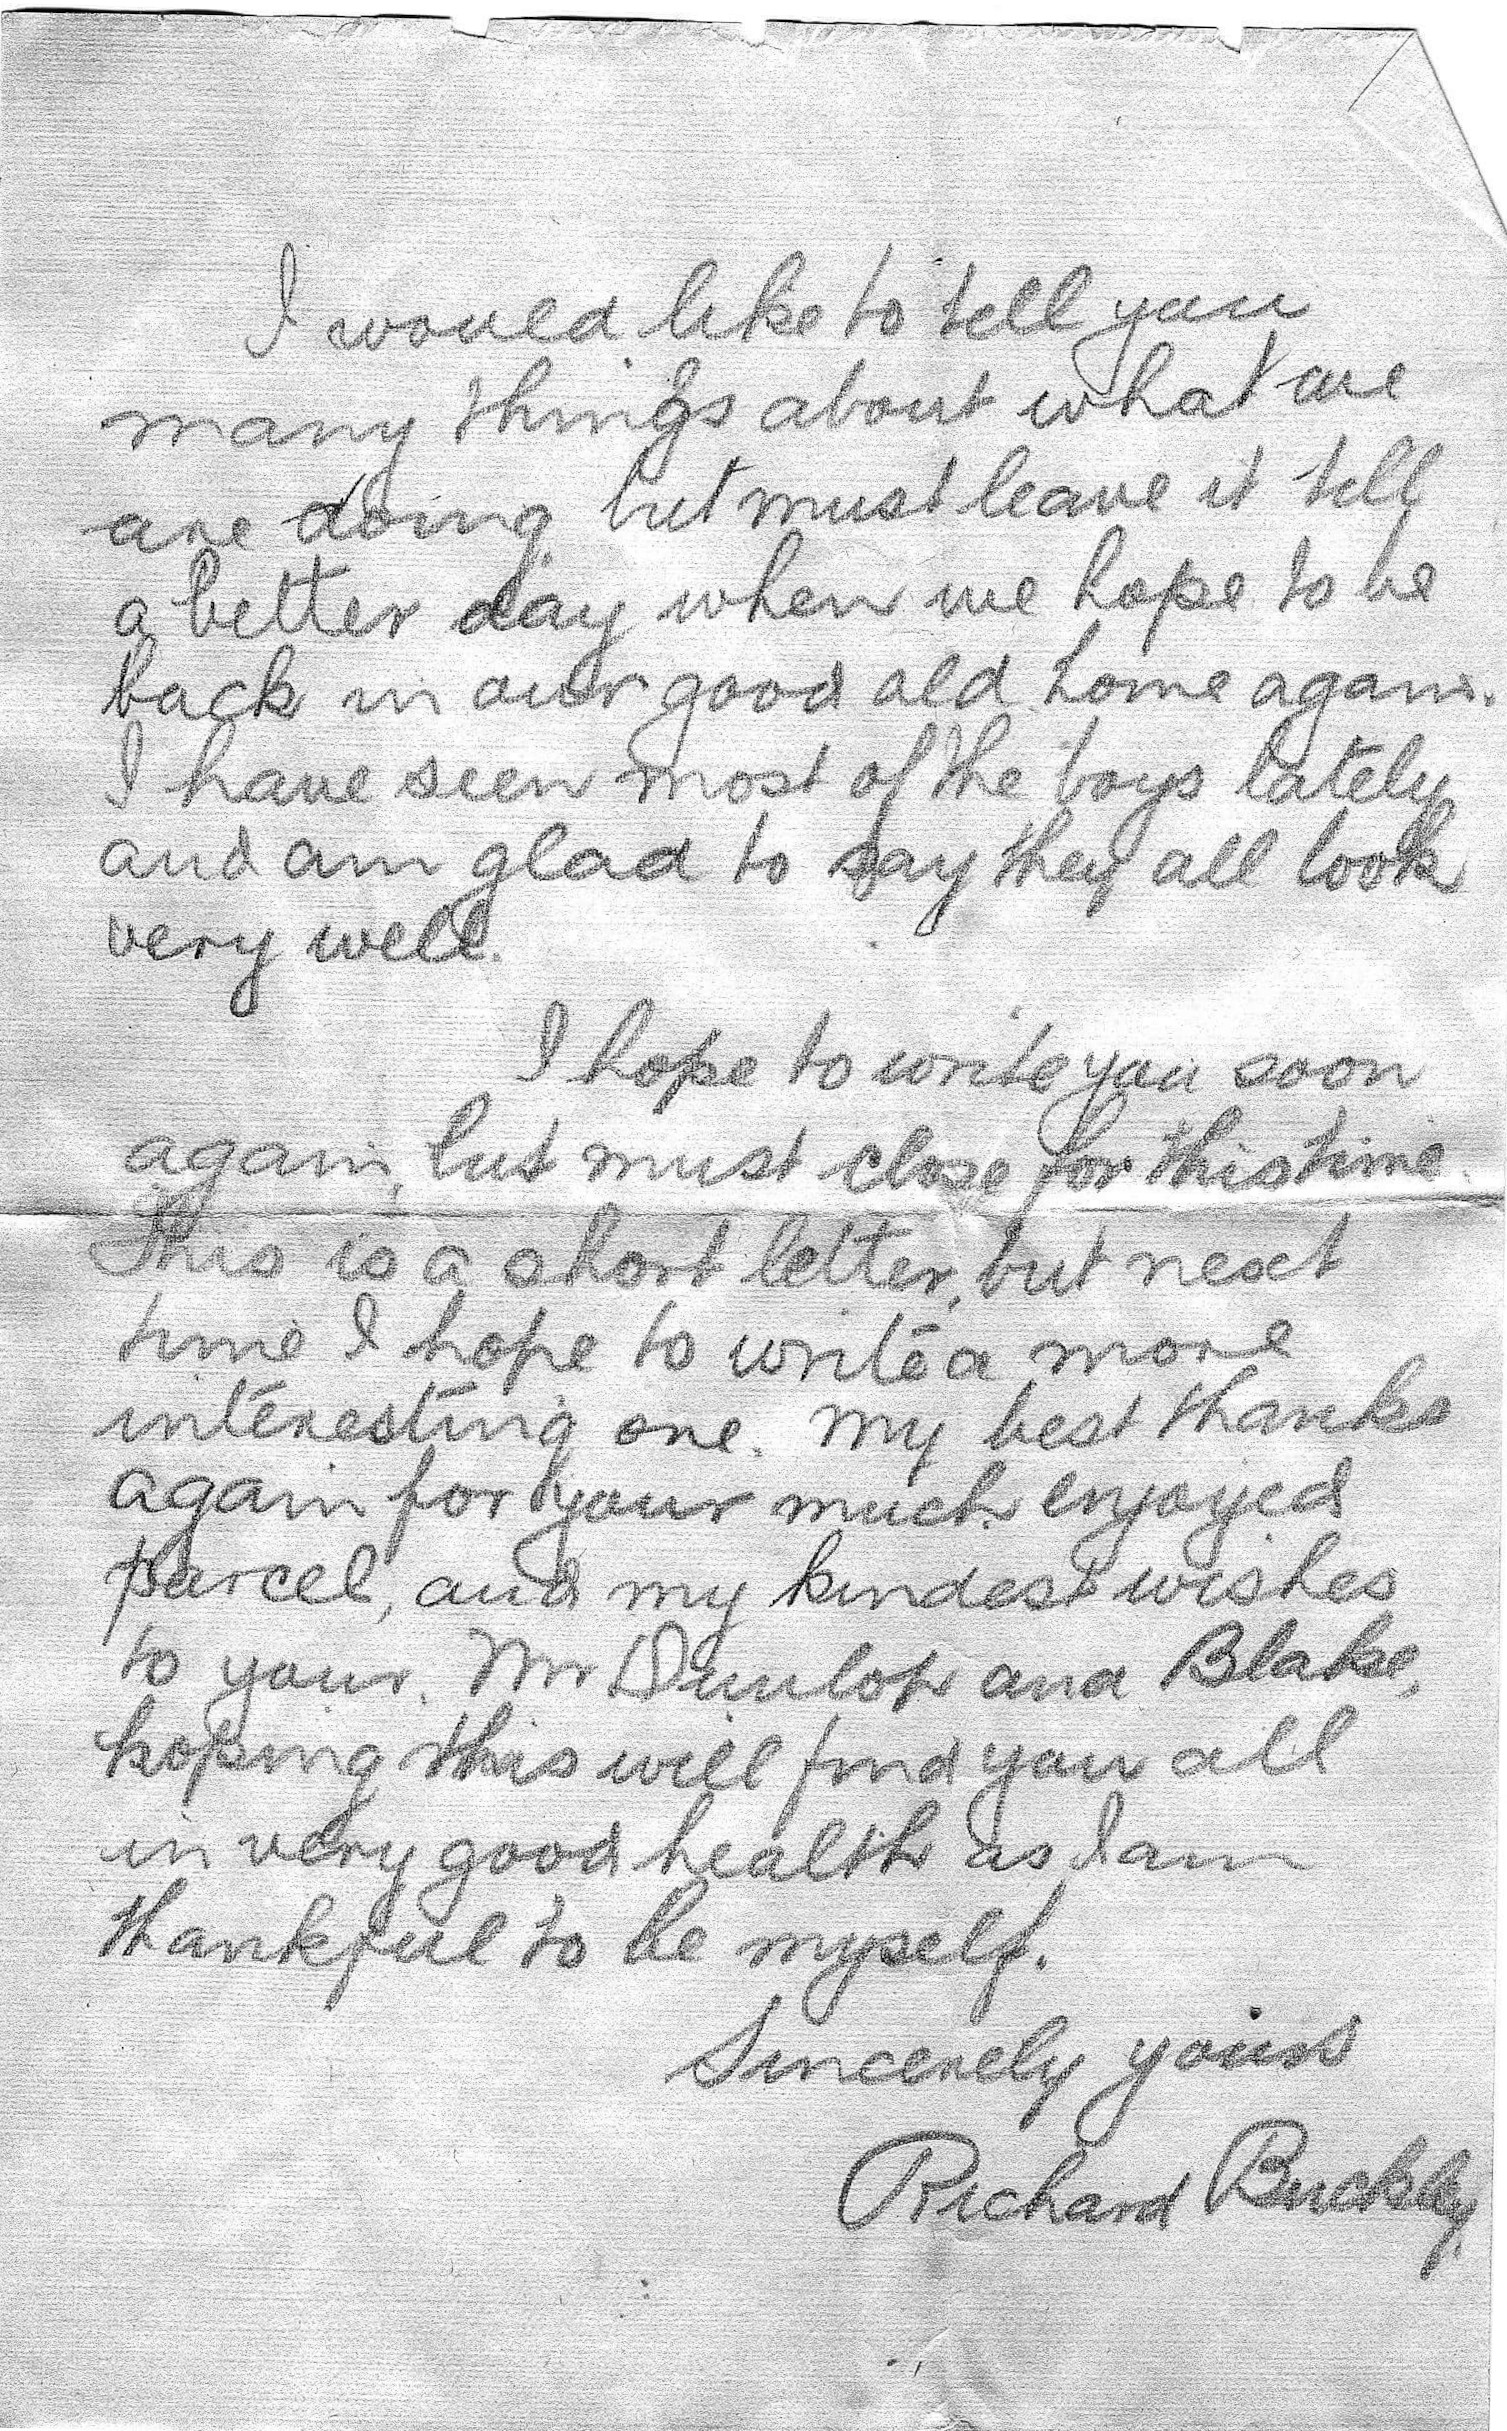 I would like to tell you
many things about what we
are doing, but must leave it till
a better day when we hope to be
back in our good old home again.
I have seen most of the boys lately
and am glad to say they all look
very well.
I hope to write you soon
again, but must close for this time.
This is a short letter, but next
time I hope to write a more
interesting one. My best thanks
again for your much enjoyed
parcel, and my kindest wishes
to your. Mr Dunlop and Blake,
hoping this will find you all
in very good health as I am
thankful to be myself.
Sincerely yours
Richard Buckley